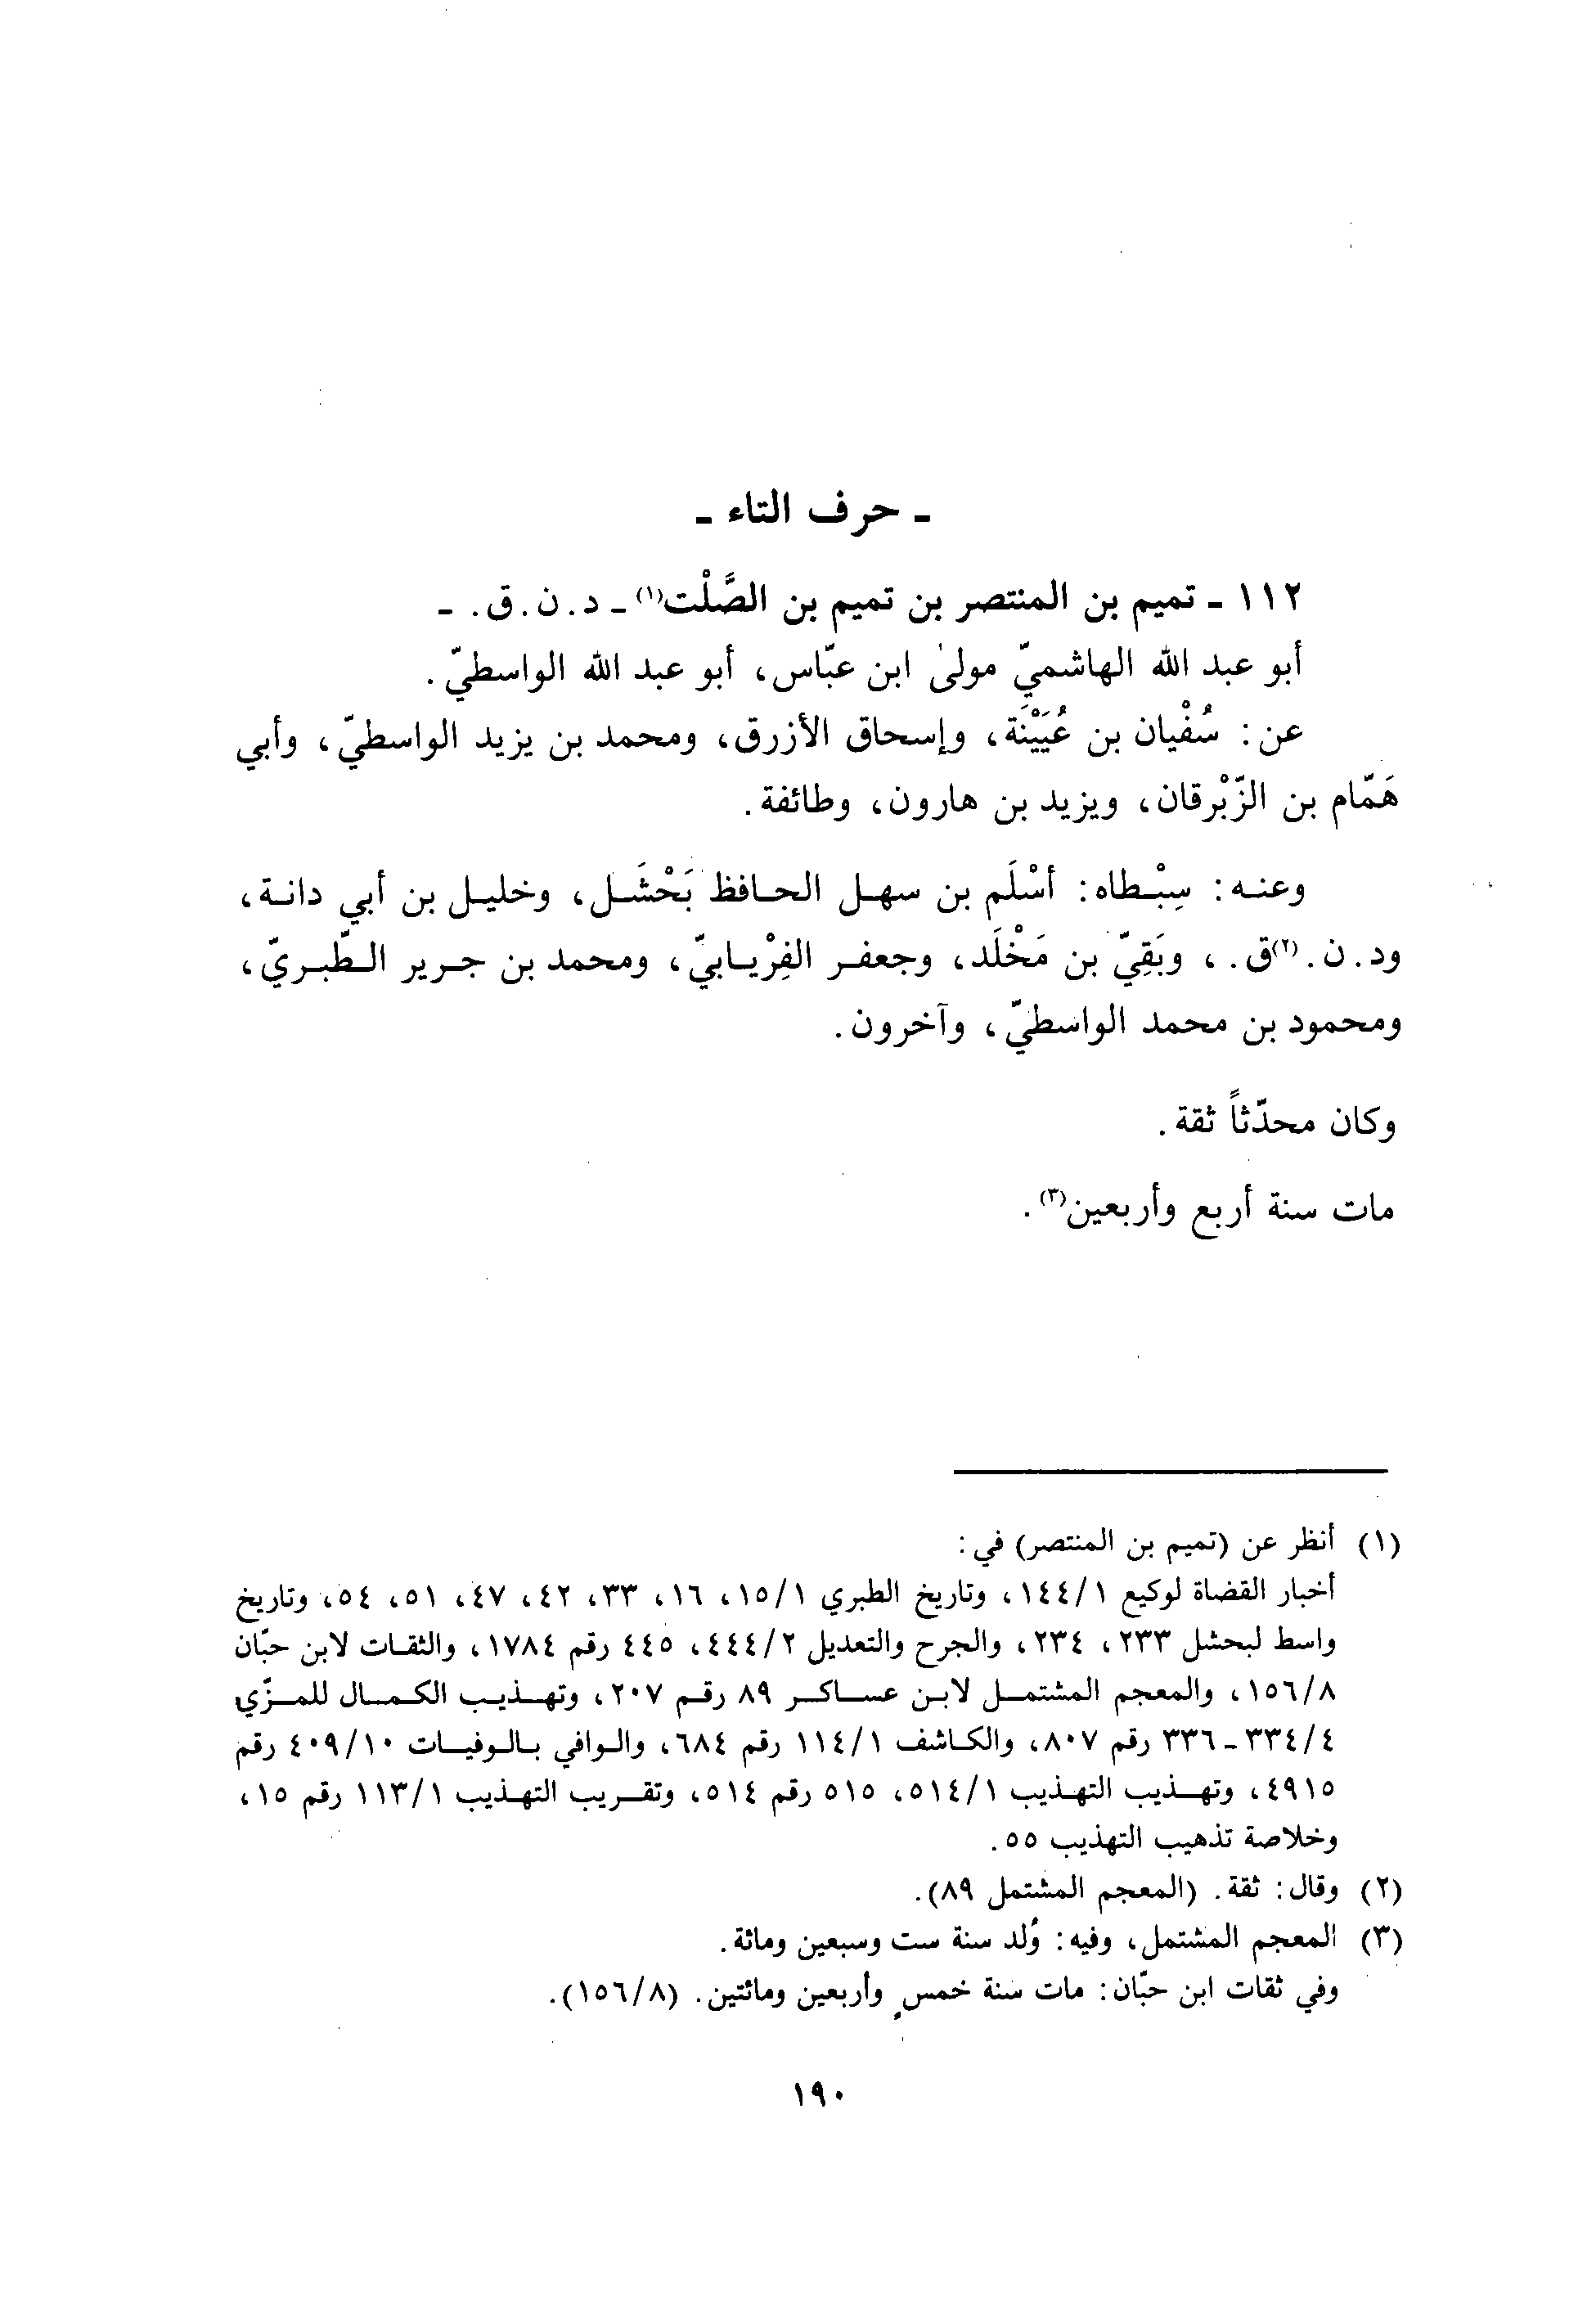 ـ حرف التاء ـ
١١٢ ـ تميم بن المنتصر بن تميم بن الصَّلْت(١) ـ د. ن. ق. ـ
أبو عبد الله الهاشميّ مولىٰ ابن عبّاس، أبو عبد الله الواسطيّ.
عن: سُفْيان بن عُيَيْنَة، وإسحاق الأزرق، ومحمد بن يزيد الواسطيّ، وأبي
هَمّام بن الزّبْرقان، ويزيد بن هارون، وطائفة.
وعنه: سِبْطاه: أسْلَم بن سهل الحافظ بَحْشَل، وخليل بن أبي دانة،
ود. ن. (٢)ق. ، وبَقِيّ بن مَخْلَد، وجعفر الفِرْيابيّ، ومحمد بن جرير الطّبريّ،
ومحمود بن محمد الواسطيّ، وآخرون.
وكان محدّثاً ثقة.
مات سنة أربع وأربعين(٣).
(١) أنظر عن (تميم بن المنتصر) في:
أخبار القضاة لوكيع ١/١٤٤، وتاريخ الطبري ١/١٥، ١٦، ٣٣، ٤٢، ٤٧، ٥١، ٥٤، وتاريخ
واسط لبحشل ٢٣٣، ٢٣٤، والجرح والتعديل ٢/٤٤٤، ٤٤٥ رقم ١٧٨٤، والثقات لابن حبّان
٨/١٥٦، والمعجم المشتمل لابن عساكر ٨٩ رقم ٢٠٧، وتهذيب الكمال للمزّي
٤/٣٣٤ ـ ٣٣٦ رقم ٨٠٧، والكاشف ١/١١٤ رقم ٦٨٤، والوافي بالوفيات ١٠/٤٠٩ رقم
٤٩١٥، وتهذيب التهذيب ١/٥١٤، ٥١٥ رقم ٥١٤، وتقريب التهذيب ١/١١٣ رقم ١٥،
وخلاصة تذهيب التهذيب ٥٥.
(٢) وقال: ثقة. (المعجم المشتمل ٨٩).
(٣) المعجم المشتمل، وفيه: وُلد سنة ست وسبعين ومائة.
وفي ثقات ابن حبّان: مات سنة خمسٍ وأربعين ومائتين. (٨/١٥٦).
١٩٠